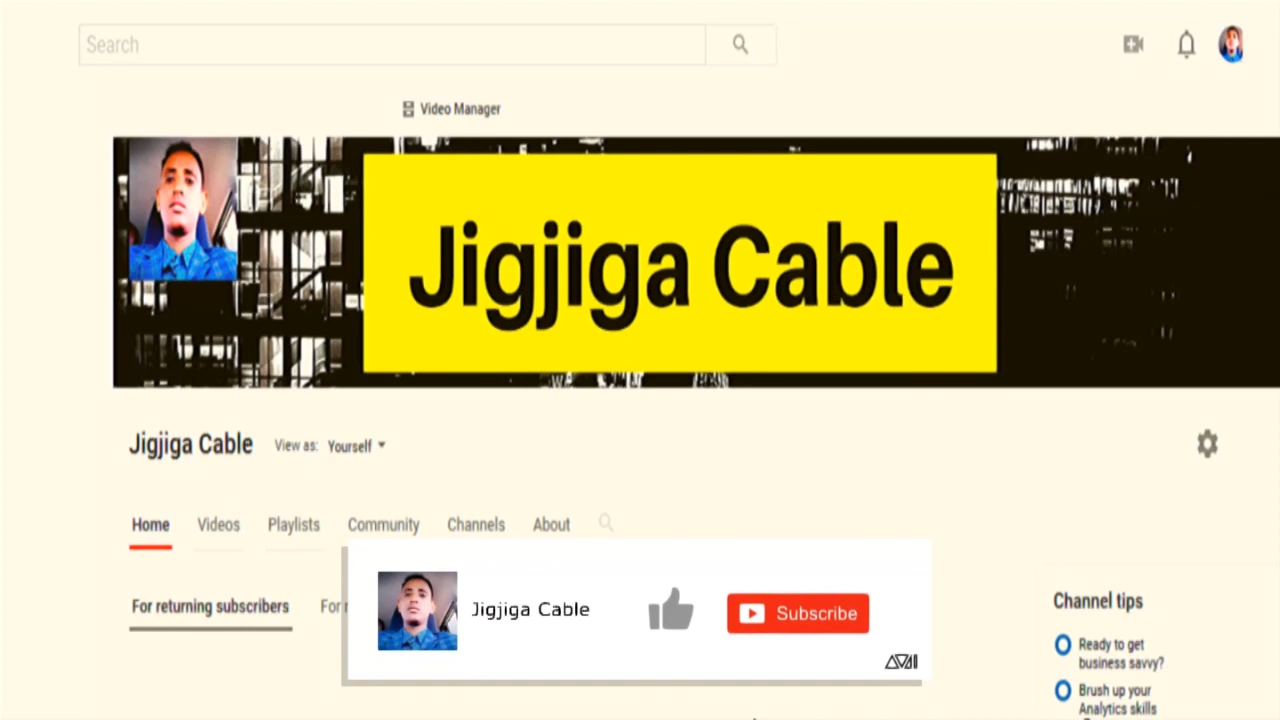 Search
Video Manager
Jigjiga Cable
Jigjiga Cable View as: Yourself
Home Videos Playlists Community Channels About
For returning subscribers For
Jigjiga Cable Subscribe
Channel tips
Ready to get
business savvy?
Brush up your
Analytics skills